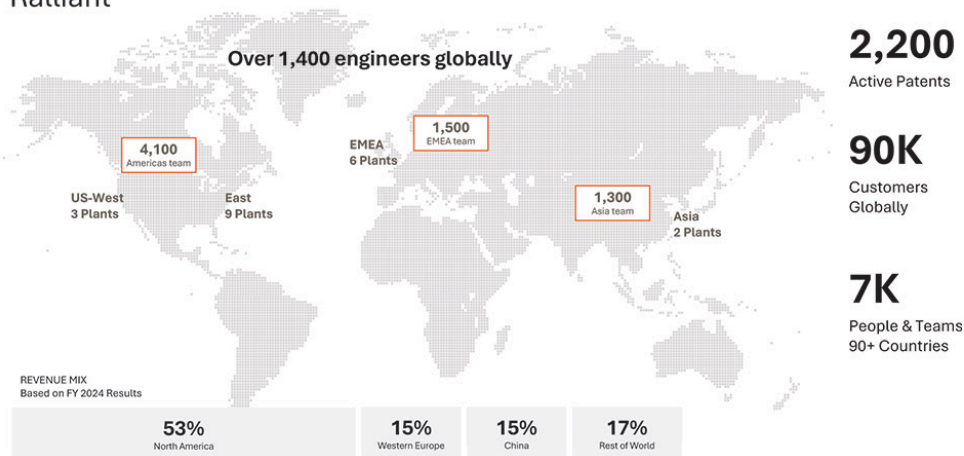 Ralliant
Over 1,400 engineers globally
2,200
Active Patents
4,100
Americas team
1,500
EMEA team
EMEA
6 Plants
90K
Customers
Globally
US-West
3 Plants
East
9 Plants
1,300
Asia team
Asia
2 Plants
7K
People & Teams
90+ Countries
REVENUE MIX
Based on FY 2024 Results
53%
North America
15%
Western Europe
15%
China
17%
Rest of World